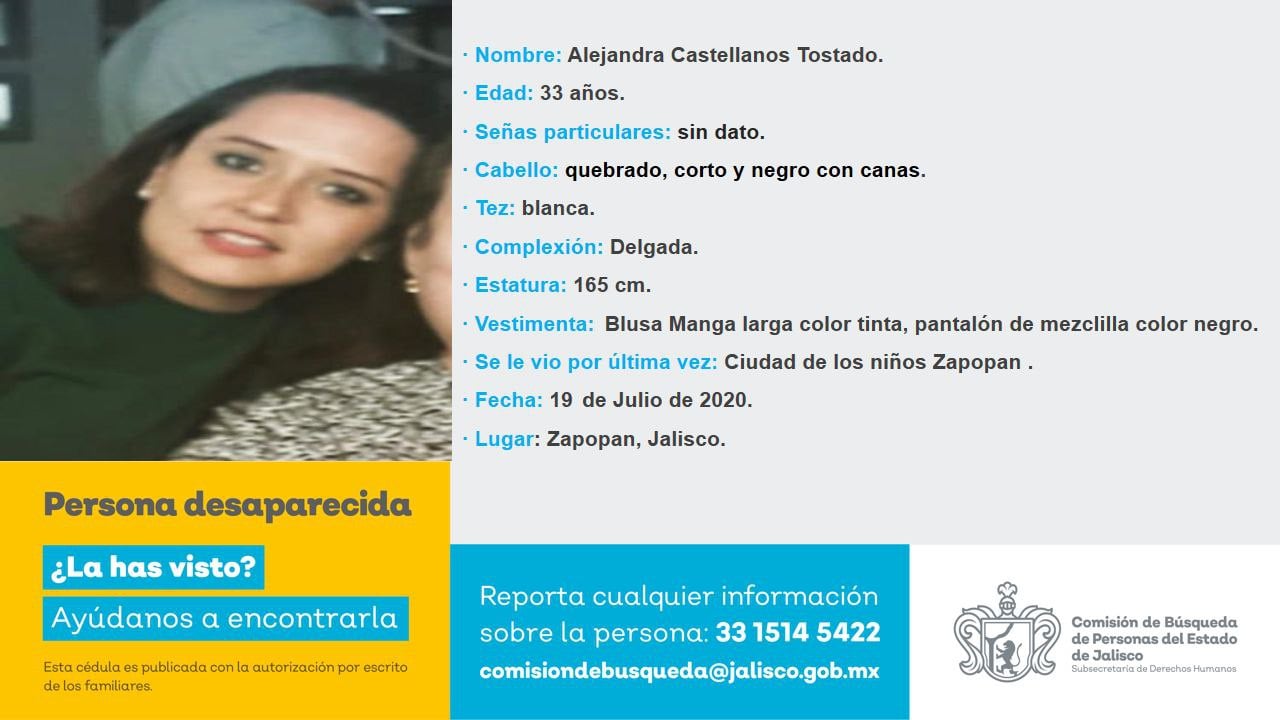 · Nombre: Alejandra Castellanos Tostado.
· Edad: 33 años.
· Señas particulares: sin dato.
· Cabello: quebrado, corto y negro con canas.
· Tez: blanca.
· Complexión: Delgada.
· Estatura: 165 cm.
· Vestimenta: Blusa Manga larga color tinta, pantalón de mezclilla color negro.
· Se le vio por última vez: Ciudad de los niños Zapopan .
· Fecha: 19 de Julio de 2020.
· Lugar: Zapopan, Jalisco.
Persona desaparecida
¿La has visto?
Ayúdanos a encontrarla
Esta cédula es publicada con la autorización por escrito
de los familiares.
Reporta cualquier información
sobre la persona: 33 1514 5422
comisiondebusqueda@jalisco.gob.mx
Comisión de Búsqueda
de Personas del Estado
de Jalisco
Subsecretaría de Derechos Humanos